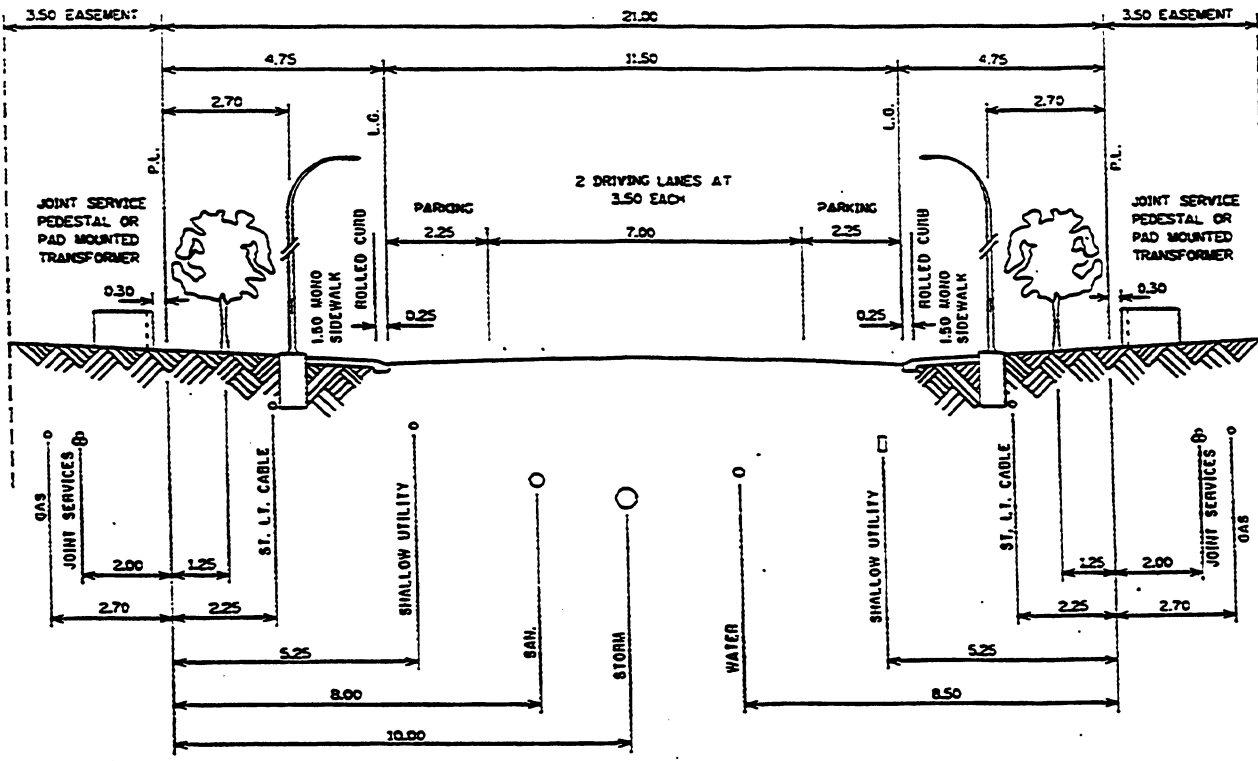 3.50 EASEMENT
21.00
3.50 EASEMENT
4.75
11.50
4.75
2.70
2.70
L.G.
L.G.
P.L.
P.L.
2 DRIVING LANES AT
3.50 EACH
JOINT SERVICE
PEDESTAL OR
PAD MOUNTED
TRANSFORMER
PARKING
PARKING
JOINT SERVICE
PEDESTAL OR
PAD MOUNTED
TRANSFORMER
2.25
7.00
2.25
ROLLED CURB
ROLLED CURB
1.50 MONO
SIDEWALK
1.50 MONO
SIDEWALK
0.30
0.25
0.25
0.30
GAS
JOINT SERVICES
ST. LT. CABLE
SHALLOW UTILITY
SAN.
STORM
WATER
SHALLOW UTILITY
ST. LT. CABLE
JOINT SERVICES
GAS
2.00
1.25
1.25
2.00
2.70
2.25
2.25
2.70
5.25
5.25
8.00
8.50
10.00